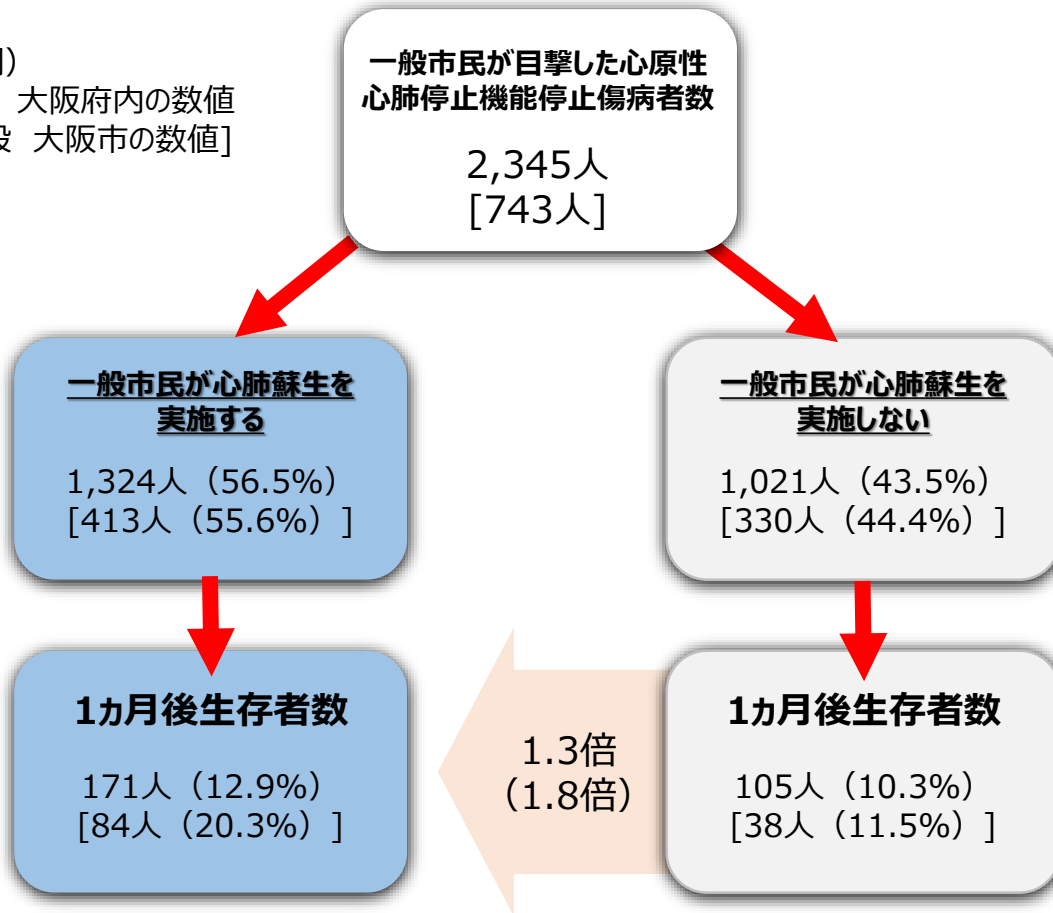 )
大阪府内の数値
大阪市の数値]
一般市民が目撃した心原性
心肺停止機能停止傷病者数
2,345人
[743人]
一般市民が心肺蘇生を
実施する
1,324人（56.5%）
[413人（55.6%）]
一般市民が心肺蘇生を
実施しない
1,021人（43.5%）
[330人（44.4%）]
1ヵ月後生存者数
171人（12.9%）
[84人（20.3%）]
1.3倍
（1.8倍）
1ヵ月後生存者数
105人（10.3%）
[38人（11.5%）]